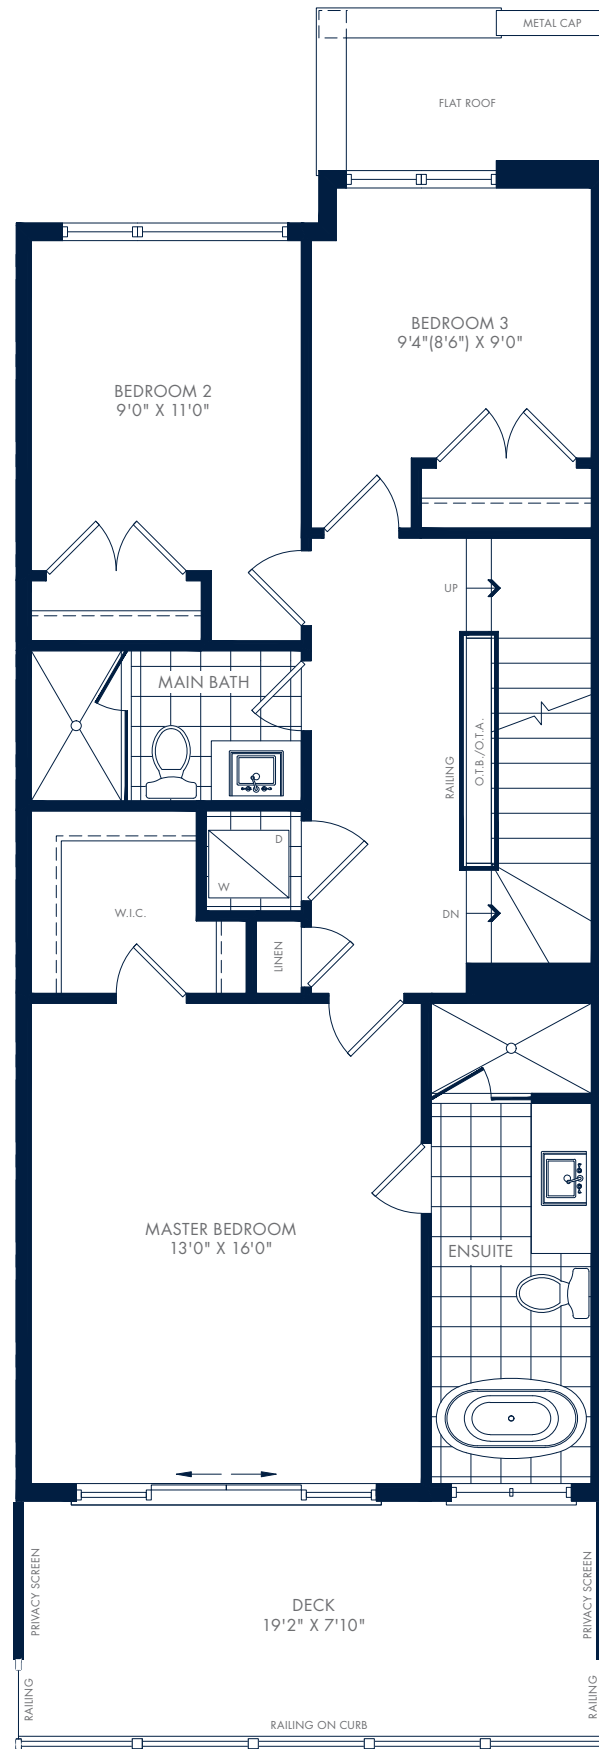 METAL CAP
FLAT ROOF
BEDROOM 3
9'4"(8'6") X 9'0"
BEDROOM 2
9'0" X 11'0"
UP
MAIN BATH
RAILING
O.T.B./O.T.A.
D
W
W.I.C.
DN
LINEN
MASTER BEDROOM
13'0" X 16'0"
ENSUITE
PRIVACY SCREEN
PRIVACY SCREEN
DECK
19'2" X 7'10"
RAILING
RAILING
RAILING ON CURB